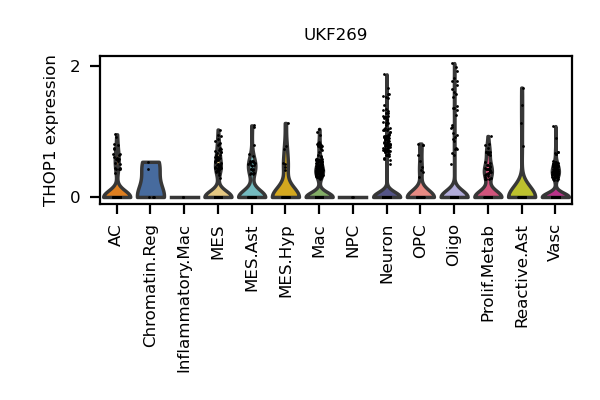 UKF269
THOP1 expression
2
0
AC
Chromatin.Reg
Inflammatory.Mac
MES
MES.Ast
MES.Hyp
Mac
NPC
Neuron
OPC
Oligo
Prolif.Metab
Reactive.Ast
Vasc